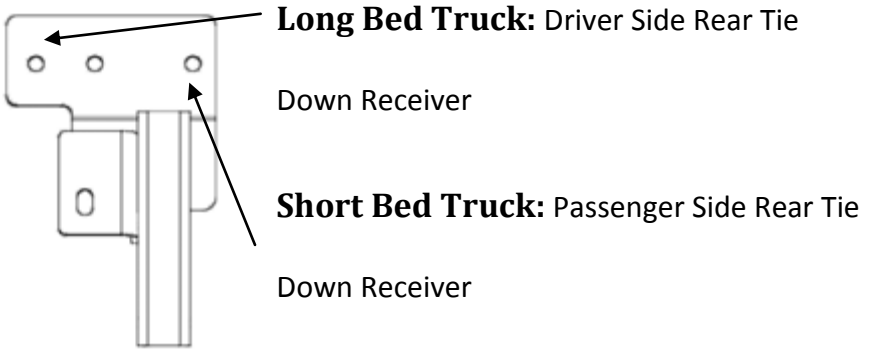 Long Bed Truck: Driver Side Rear Tie
Down Receiver
Short Bed Truck: Passenger Side Rear Tie
Down Receiver